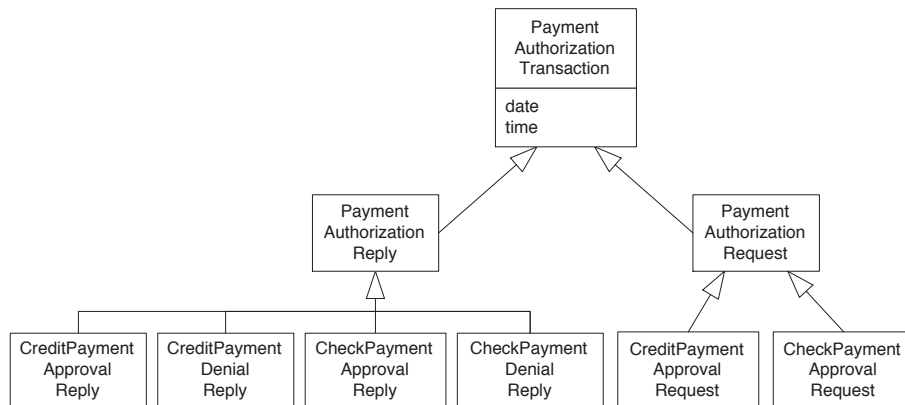 Payment
Authorization
Transaction
date
time
Payment
Authorization
Reply
Payment
Authorization
Request
CreditPayment
Approval
Reply
CreditPayment
Denial
Reply
CheckPayment
Approval
Reply
CheckPayment
Denial
Reply
CreditPayment
Approval
Request
CheckPayment
Approval
Request